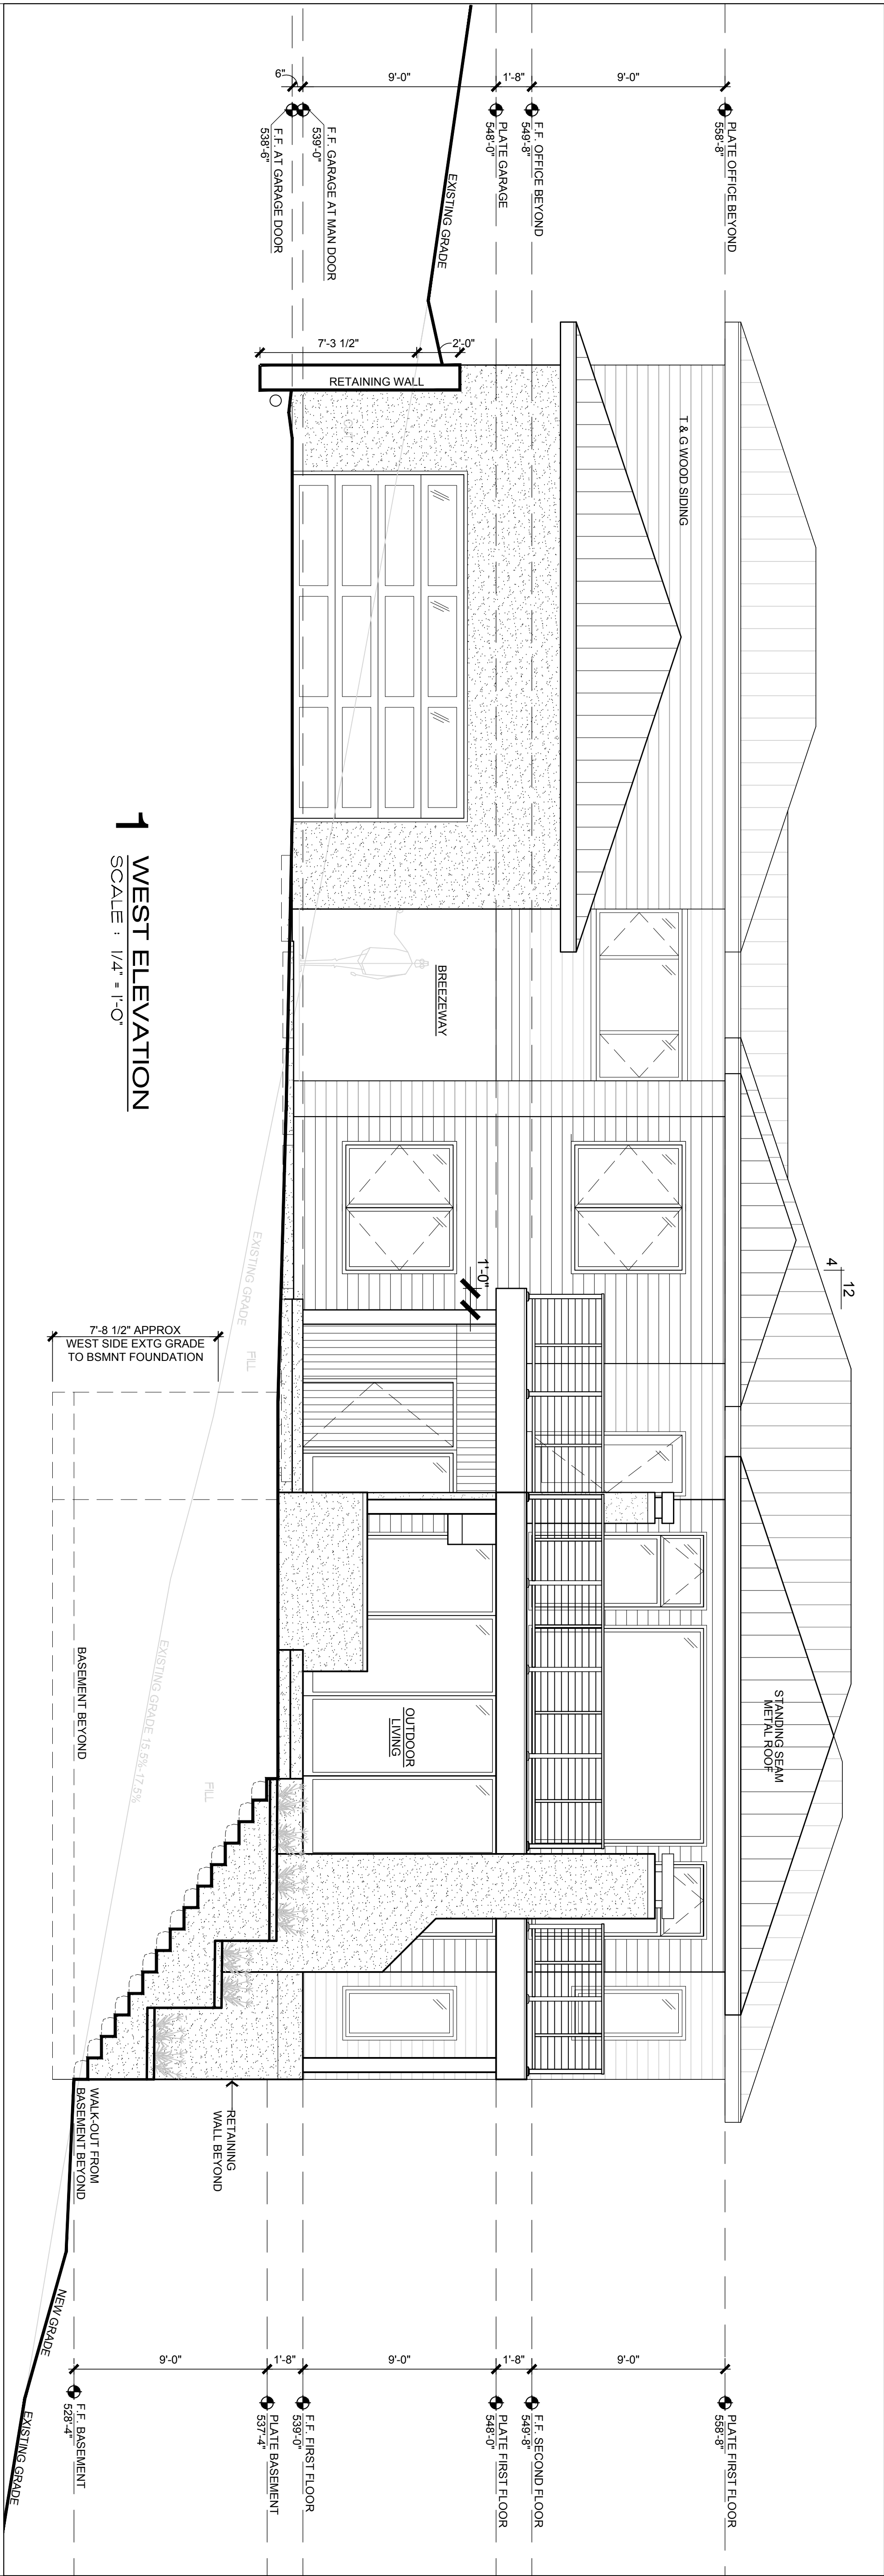 6"
9'-0"
1'-8"
9'-0"
PLATE OFFICE BEYOND
558'-8"
F.F. OFFICE BEYOND
549'-8"
PLATE GARAGE
548'-0"
F.F. GARAGE AT MAN DOOR
539'-0"
F.F. AT GARAGE DOOR
538'-6"
EXISTING GRADE
7'-3 1/2"
2'-0"
RETAINING WALL
T & G WOOD SIDING
BREEZEWAY
1 WEST ELEVATION
SCALE : 1/4" = 1'-0"
12
4
1'-0"
EXISTING GRADE
FILL
7'-8 1/2" APPROX
WEST SIDE EXTG GRADE
TO BSMNT FOUNDATION
STANDING SEAM
METAL ROOF
OUTDOOR
LIVING
BASEMENT BEYOND
EXISTING GRADE 15.5%-17.5%
FILL
RETAINING
WALL BEYOND
WALK-OUT FROM
BASEMENT BEYOND
NEW GRADE
EXISTING GRADE
9'-0"
1'-8"
9'-0"
1'-8"
9'-0"
PLATE FIRST FLOOR
558'-8"
F.F. SECOND FLOOR
549'-8"
PLATE FIRST FLOOR
548'-0"
F.F. FIRST FLOOR
539'-0"
PLATE BASEMENT
537'-4"
F.F. BASEMENT
528'-4"